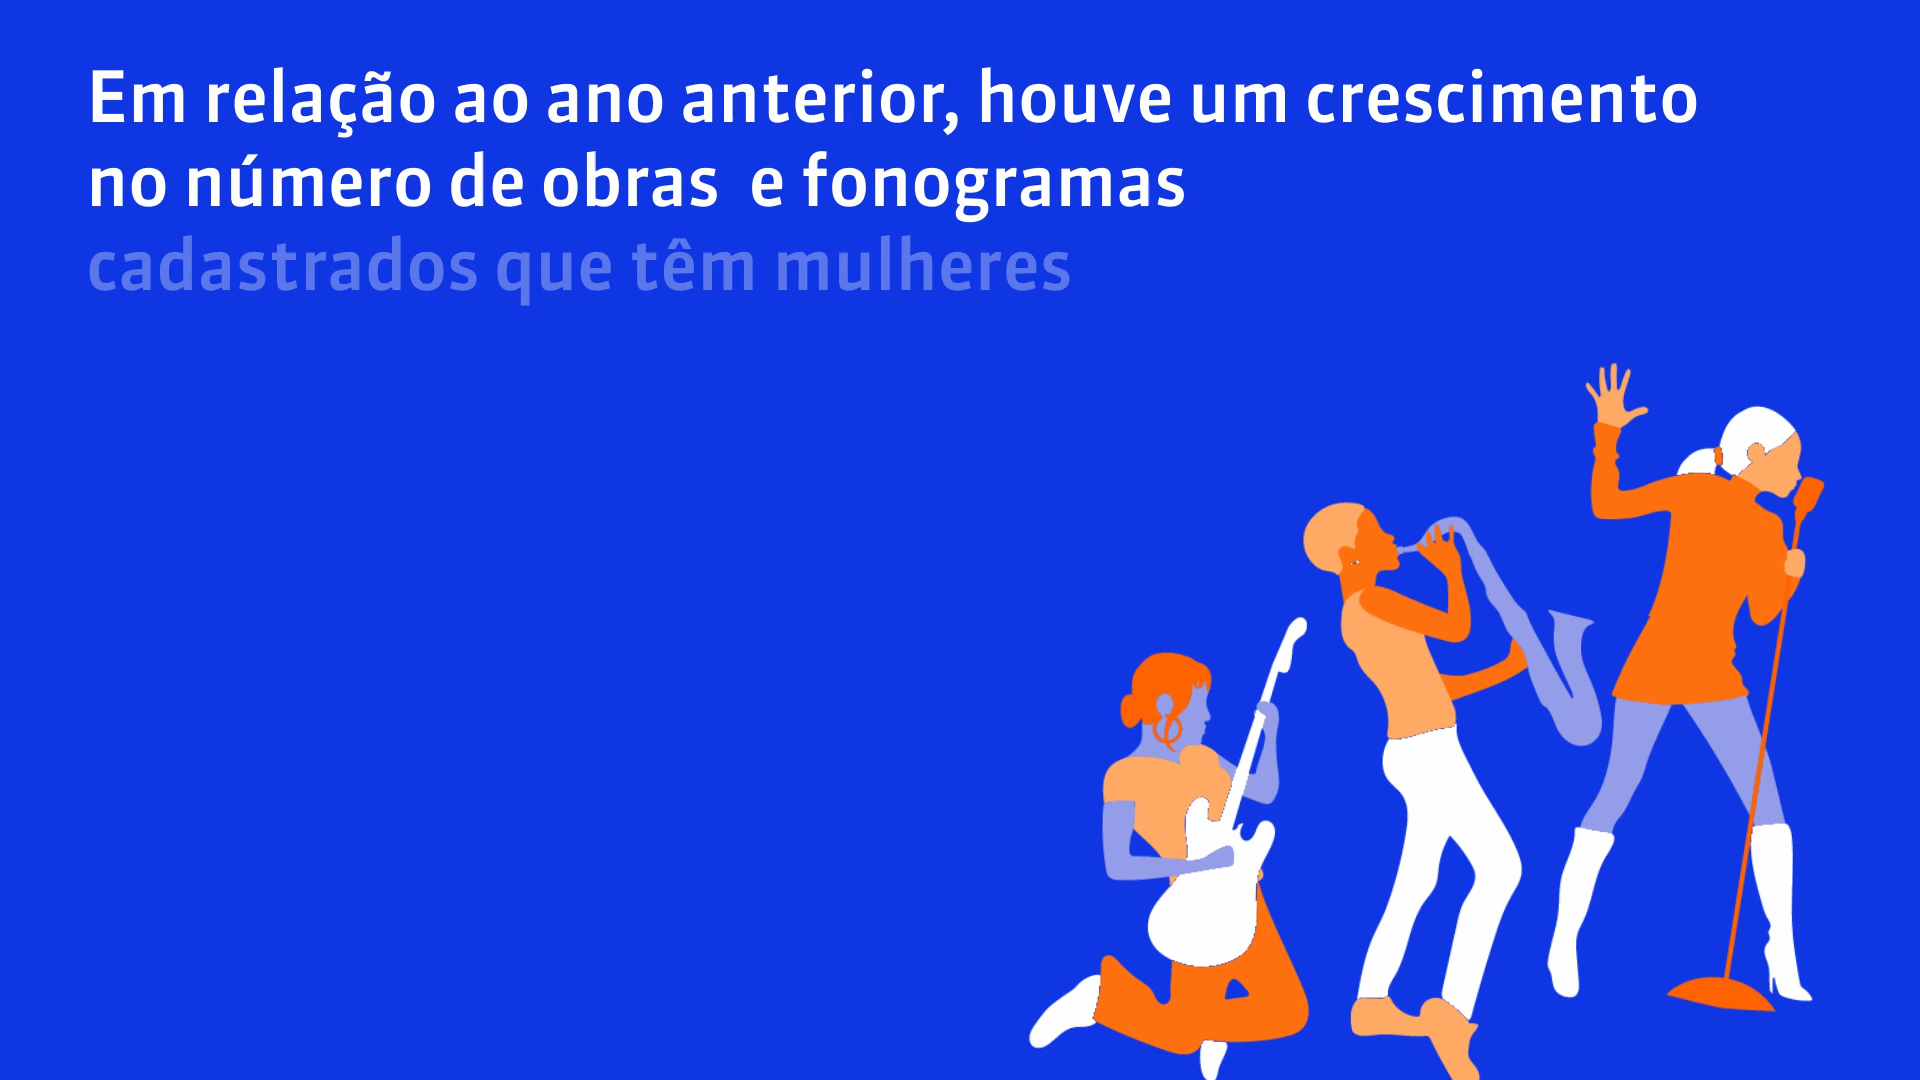 Em relação ao ano anterior, houve um crescimento
no número de obras  e fonogramas
cadastrados que têm mulheres